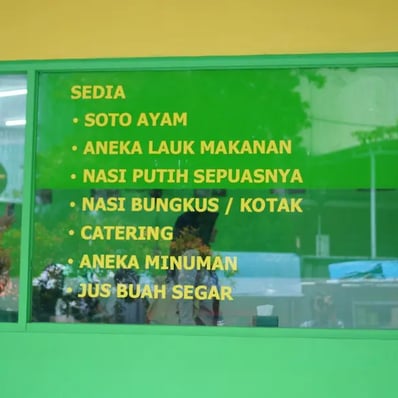 SEDIA
• SOTO AYAM
• ANEKA LAUK MAKANAN
• NASI PUTIH SEPUASNYA
• NASI BUNGKUS / KOTAK
• CATERING
• ANEKA MINUMAN
• JUS BUAH SEGAR